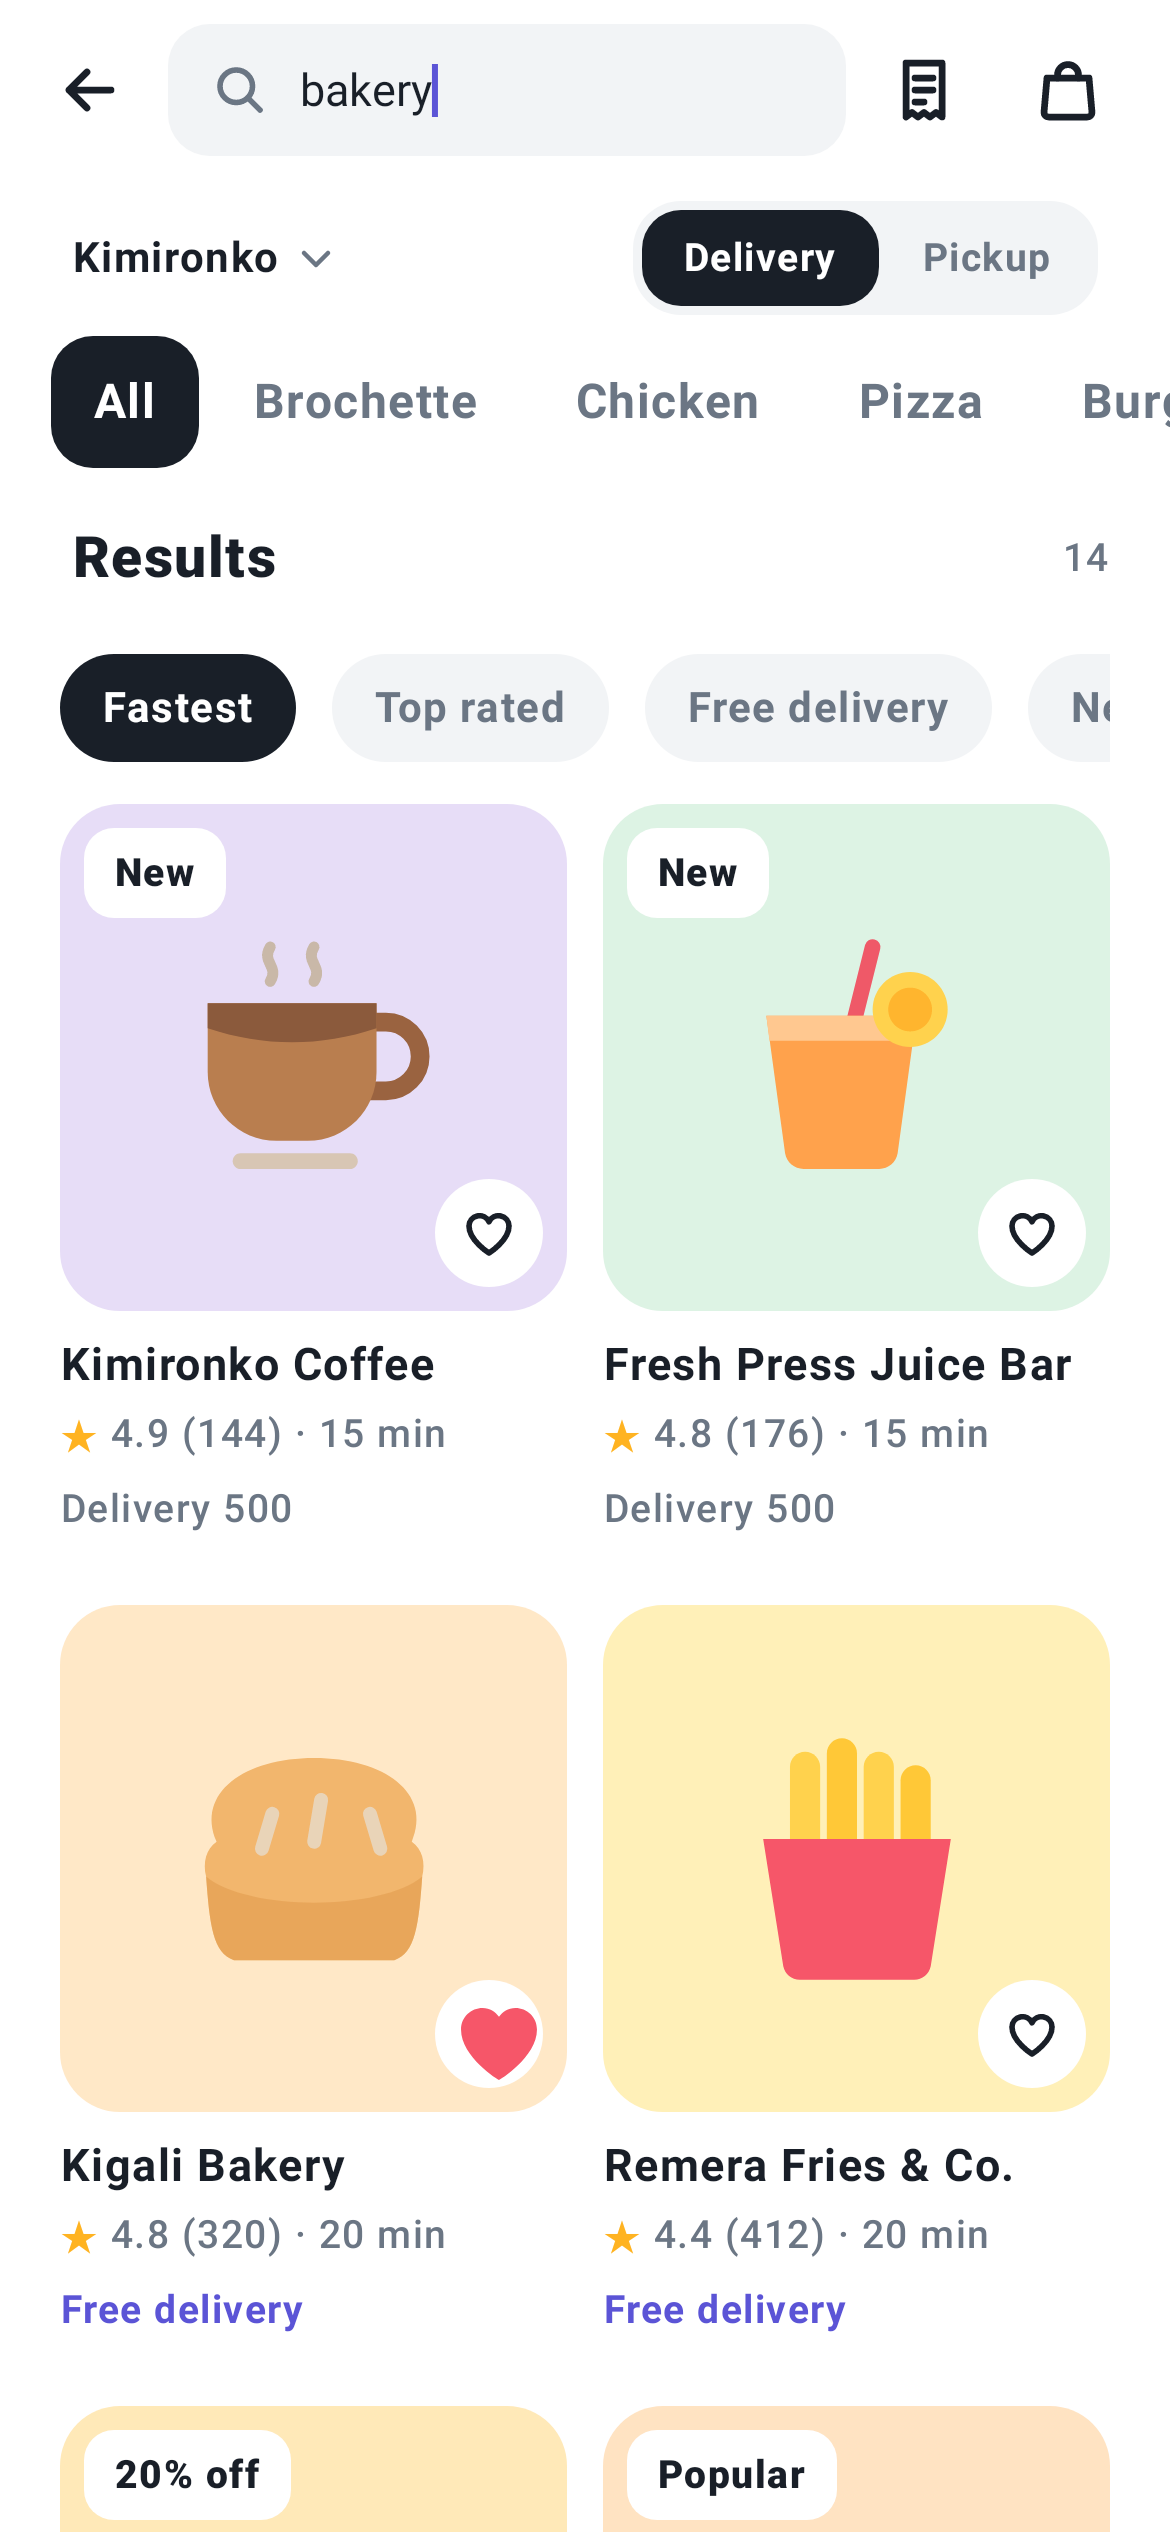 bakery
Kimironko
Delivery
Pickup
All
Brochette
Chicken
Pizza
Results
14
Fastest
Top rated
Free delivery
New
New
Kimironko Coffee
4.9 (144) · 15 min
Delivery 500
Fresh Press Juice Bar
4.8 (176) · 15 min
Delivery 500
Kigali Bakery
4.8 (320) · 20 min
Free delivery
Remera Fries & Co.
4.4 (412) · 20 min
Free delivery
20% off
Popular